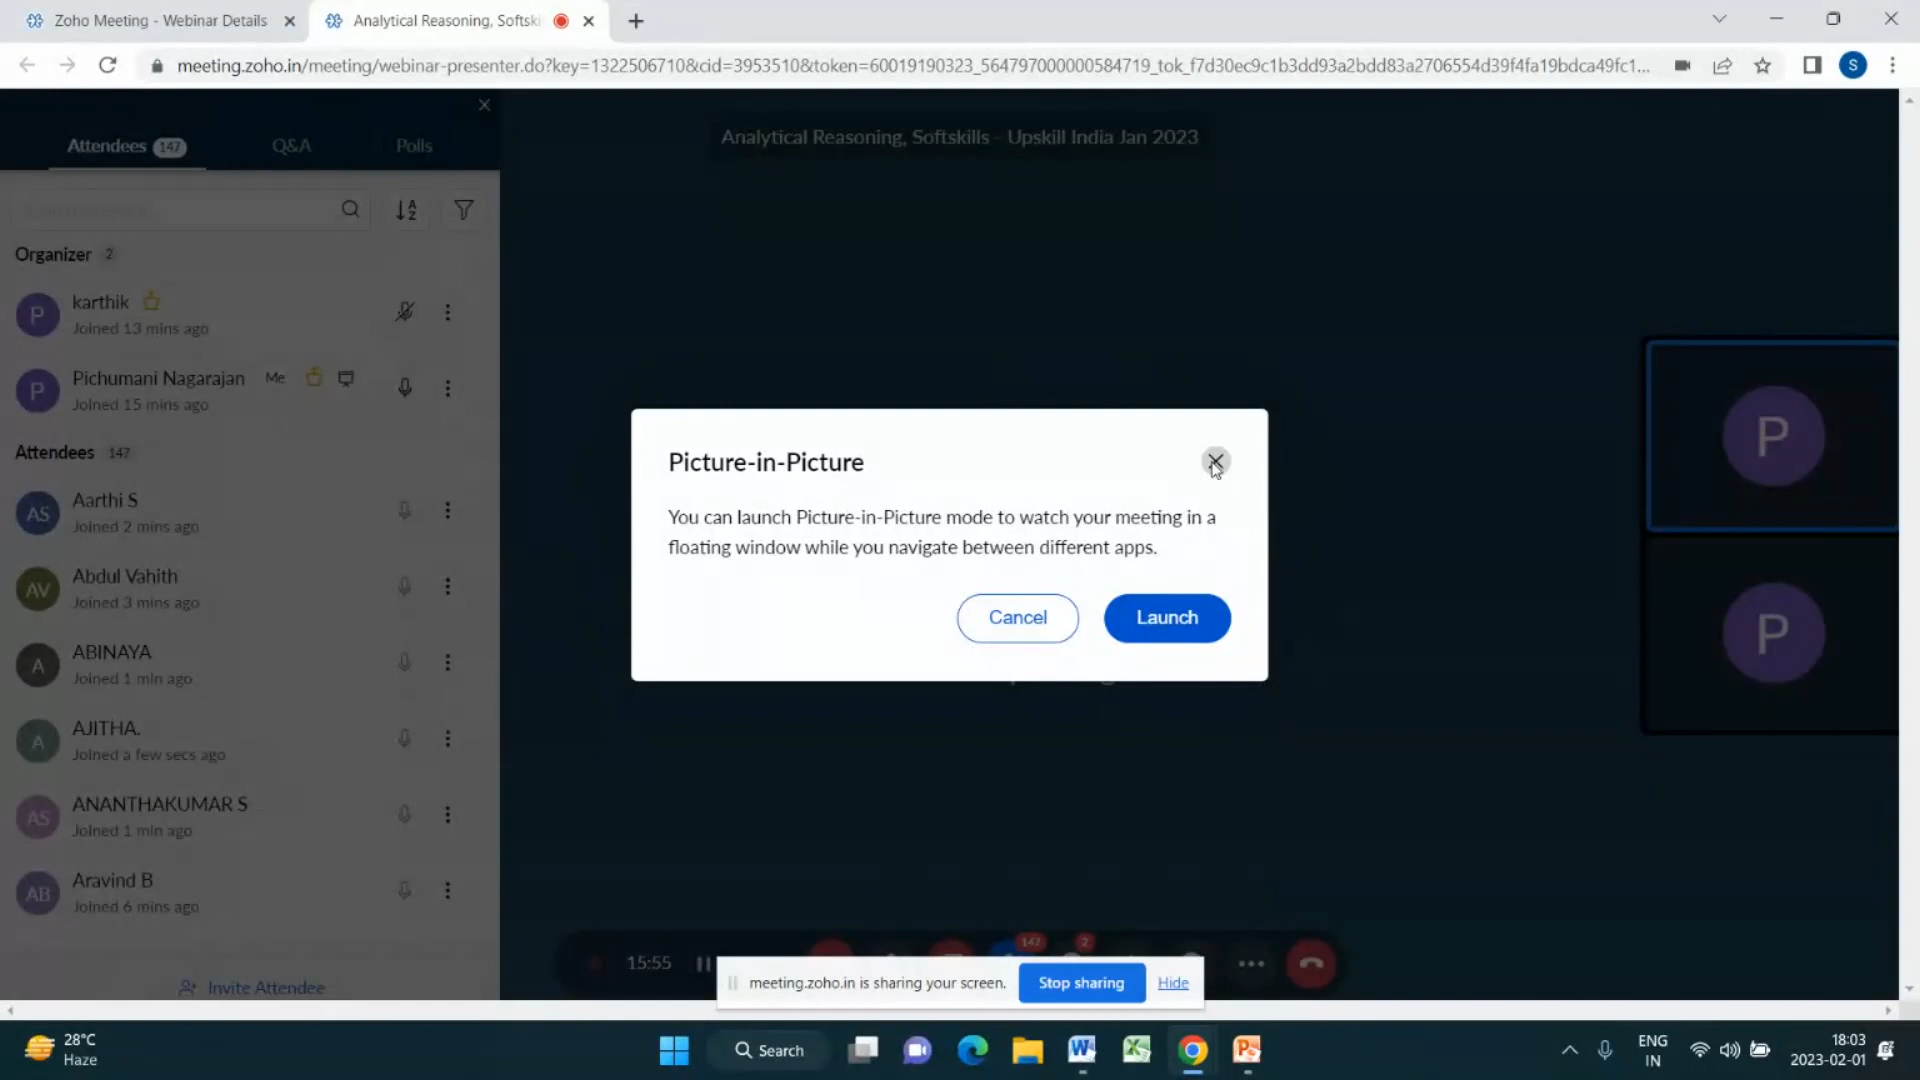 Zoho Meeting - Webinar Details
Analytical Reasoning, Softski
meeting.zoho.in/meeting/webinar-presenter.do?key=1322506710&cid=3953510&token=60019190323_564797000000584719_tok_f7d30ec9c1b3dd93a2bdd83a2706554d39f4fa19bdca49fc1...
S
Attendees 147
Q&A
Polls
Analytical Reasoning, Softskills - Upskill India Jan 2023
Organizer 2
P
karthik
Joined 13 mins ago
P
Pichumani Nagarajan Me
Joined 15 mins ago
Attendees 147
AS
Aarthi S
Joined 2 mins ago
AV
Abdul Vahith
Joined 3 mins ago
A
ABINAYA
Joined 1 min ago
A
AJITHA.
Joined a few secs ago
AS
ANANTHAKUMAR S
Joined 1 min ago
AB
Aravind B
Joined 6 mins ago
Invite Attendee
Picture-in-Picture
You can launch Picture-in-Picture mode to watch your meeting in a
floating window while you navigate between different apps.
Cancel
Launch
P
P
15:55
147
2
meeting.zoho.in is sharing your screen.
Stop sharing
Hide
28°C
Haze
Search
ENG
IN
18:03
2023-02-01